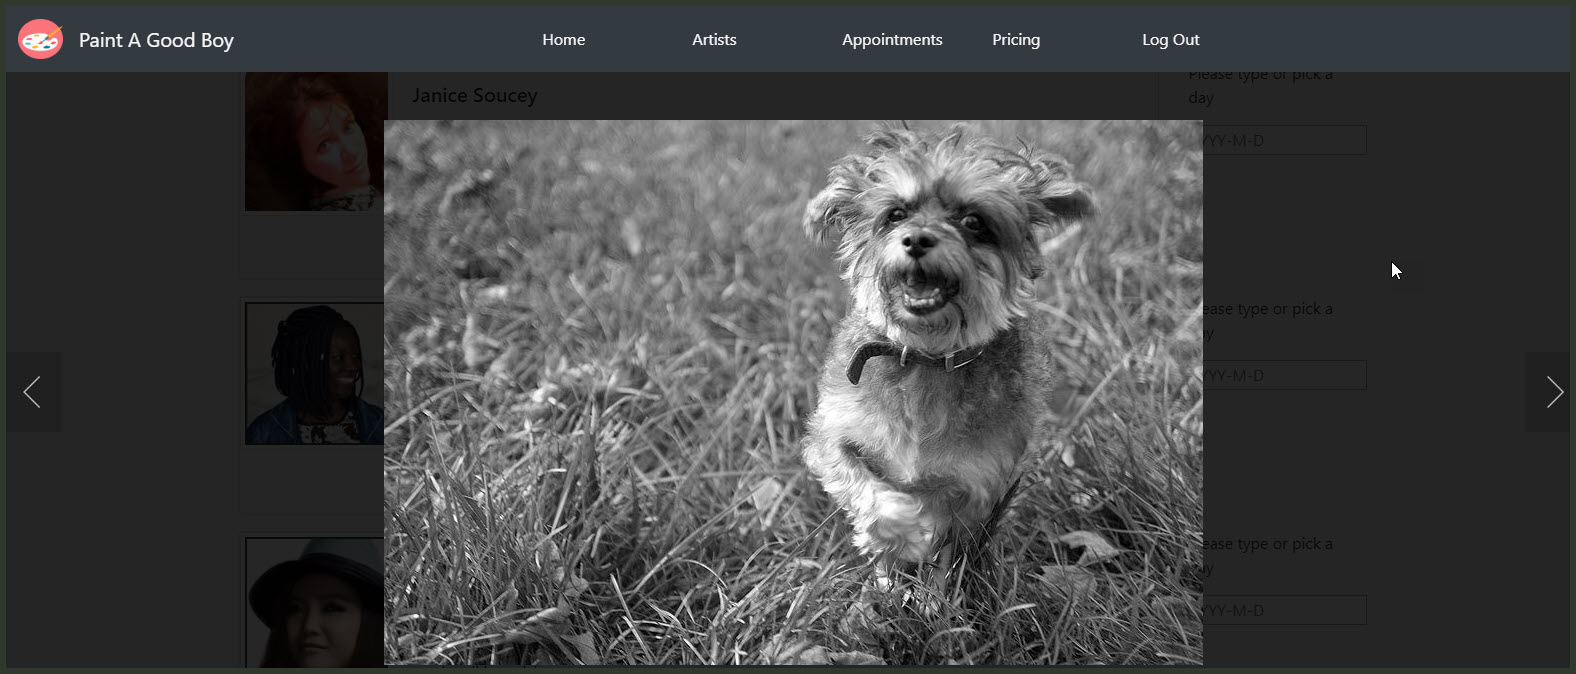 Paint A Good Boy
Home
Artists
Appointments
Pricing
Log Out
Please type or pick a
day
Janice Soucey
YYY-M-D
ease type or pick a
y
YYY-M-D
ease type or pick a
y
YYY-M-D